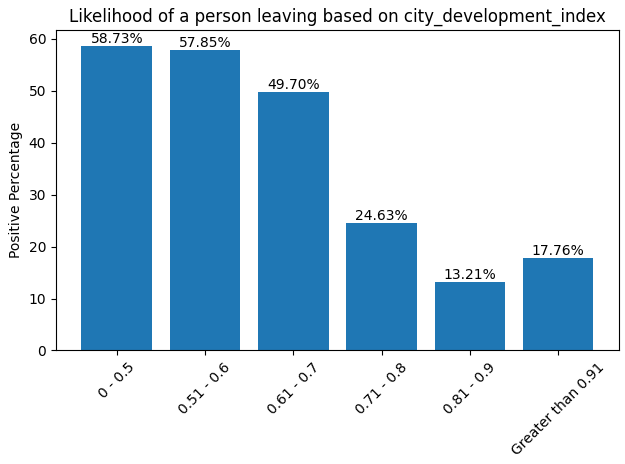 Likelihood of a person leaving based on city_development_index
Positive Percentage
60
50
40
30
20
10
0
58.73%
57.85%
49.70%
24.63%
13.21%
17.76%
0 - 0.5
0.51 - 0.6
0.61 - 0.7
0.71 - 0.8
0.81 - 0.9
Greater than 0.91